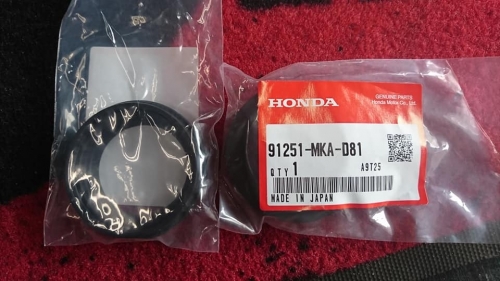 HONDA
GENUINE PARTS
Honda Motor Co., Ltd.
91251-MKA-D81
QTY 1
A9T25
MADE IN JAPAN